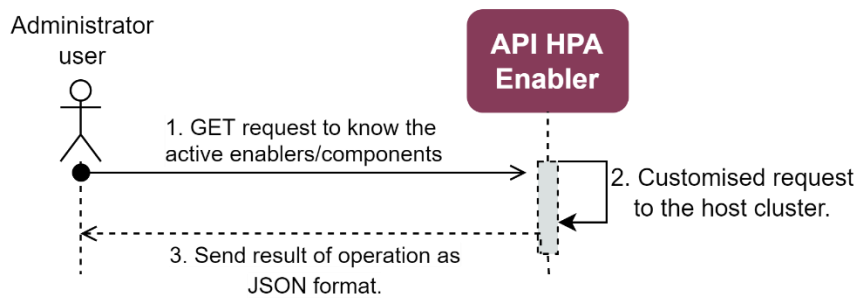 Administrator
user
API HPA
Enabler
1. GET request to know the
active enablers/components
2. Customised request
to the host cluster.
3. Send result of operation as
JSON format.